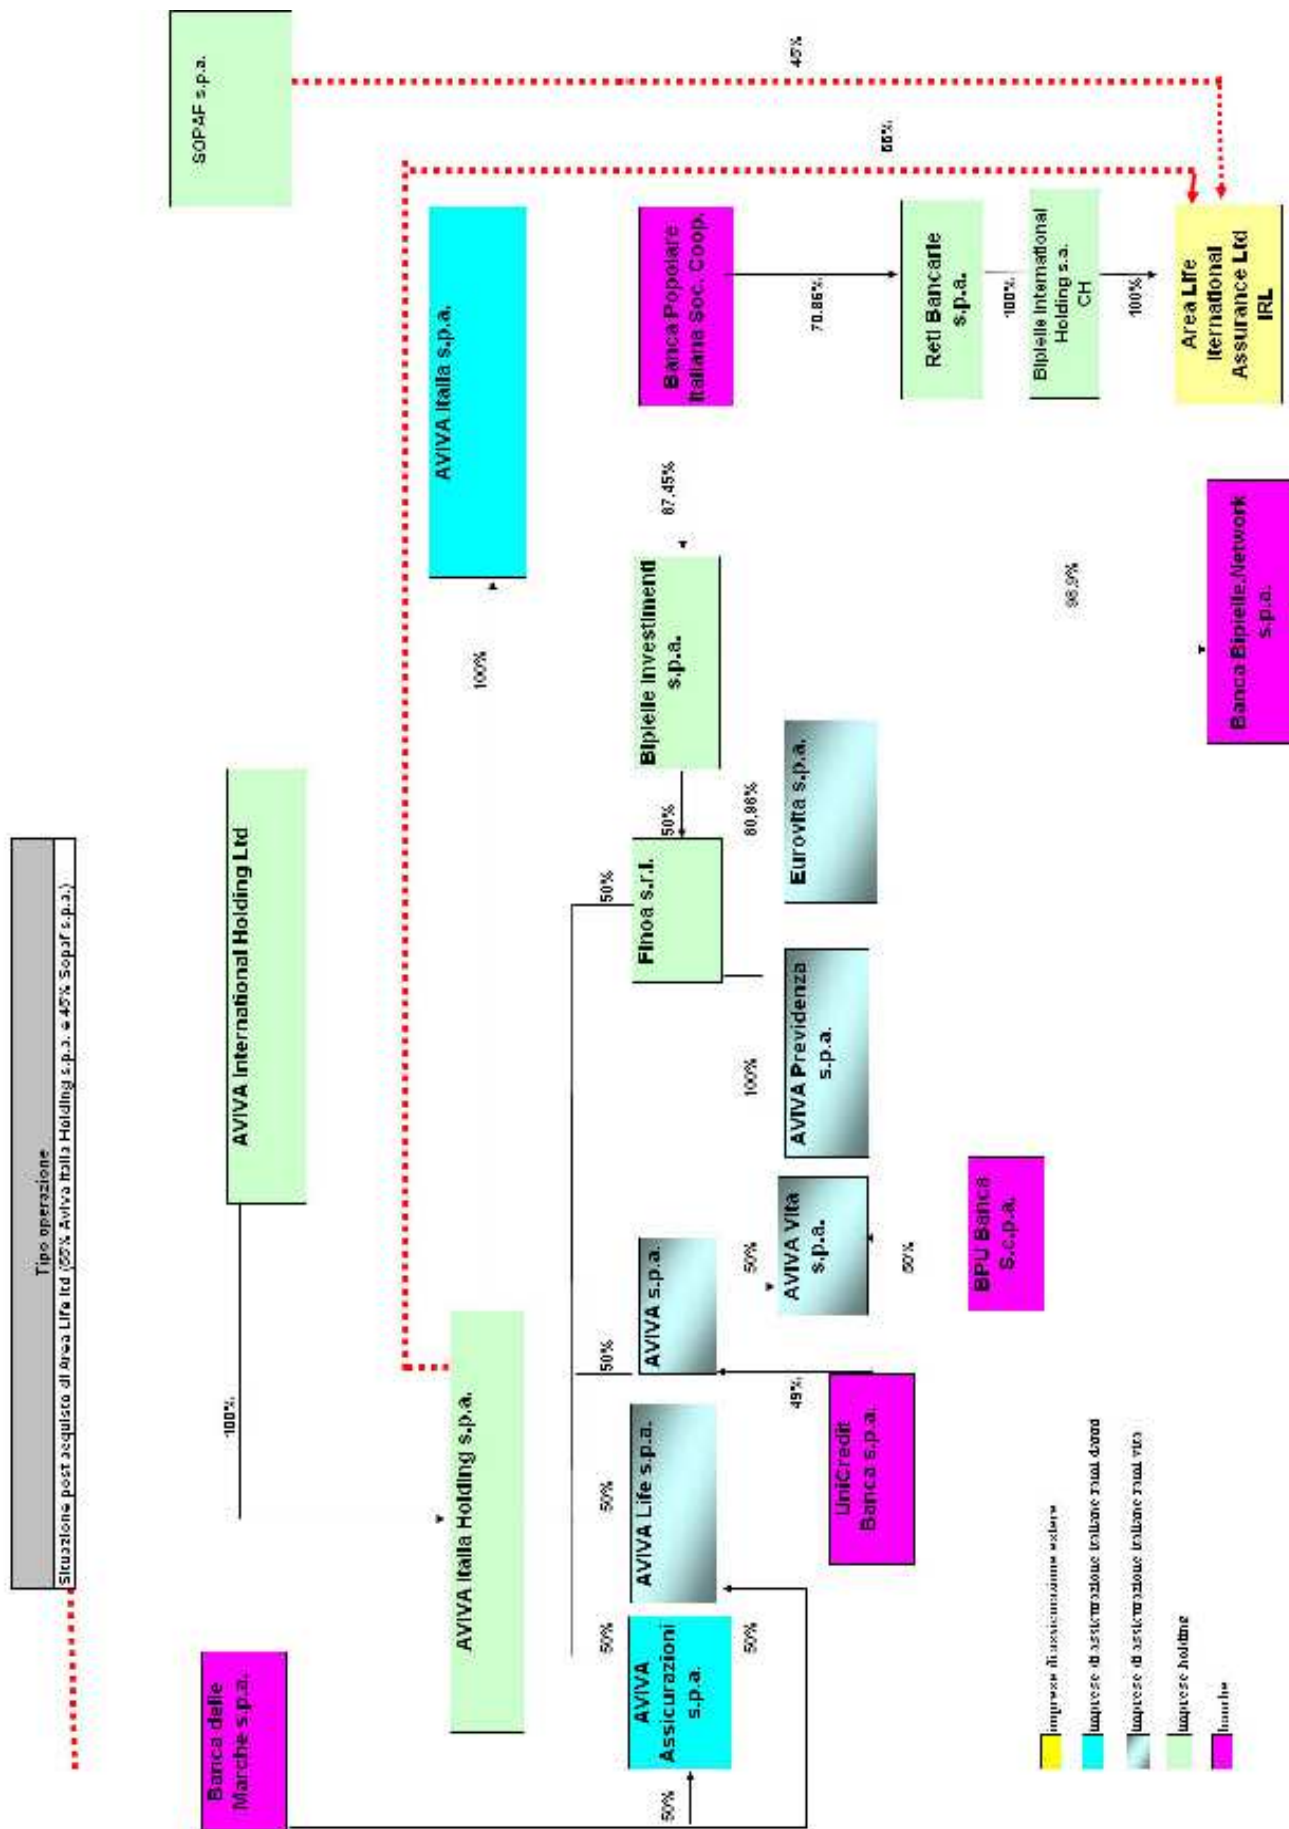 Tipo operazione
Situazione post acquisto di Area Life ltd (55% Aviva Italia Holding s.p.a. e 45% Sopaf s.p.a.)
Banca delle
Marche s.p.a.
AVIVA International Holding Ltd
SOPAF s.p.a.
100%
45%
55%
AVIVA Italia Holding s.p.a.
100%
AVIVA Italia s.p.a.
50%
50%
50%
50%
AVIVA
Assicurazioni
s.p.a.
AVIVA Life s.p.a.
AVIVA s.p.a.
Finoa s.r.l.
50%
Bipielle Investimenti
s.p.a.
67,45%
Banca Popolare
Italiana Soc. Coop.
50%
50%
49%
50%
100%
80,98%
70.86%
AVIVA Vita
s.p.a.
AVIVA Previdenza
s.p.a.
Eurovita s.p.a.
UniCredit
Banca s.p.a.
50%
Reti Bancarie
s.p.a.
100%
BPU Banca
S.c.p.a.
Bipielle International
Holding s.a.
CH
98,9%
100%
Area Life
Iternational
Assurance Ltd
IRL
Banca Bipielle.Network
s.p.a.
imprese di assicurazione estere
imprese di assicurazione italiane rami danni
imprese di assicurazione italiane rami vita
imprese holding
banche